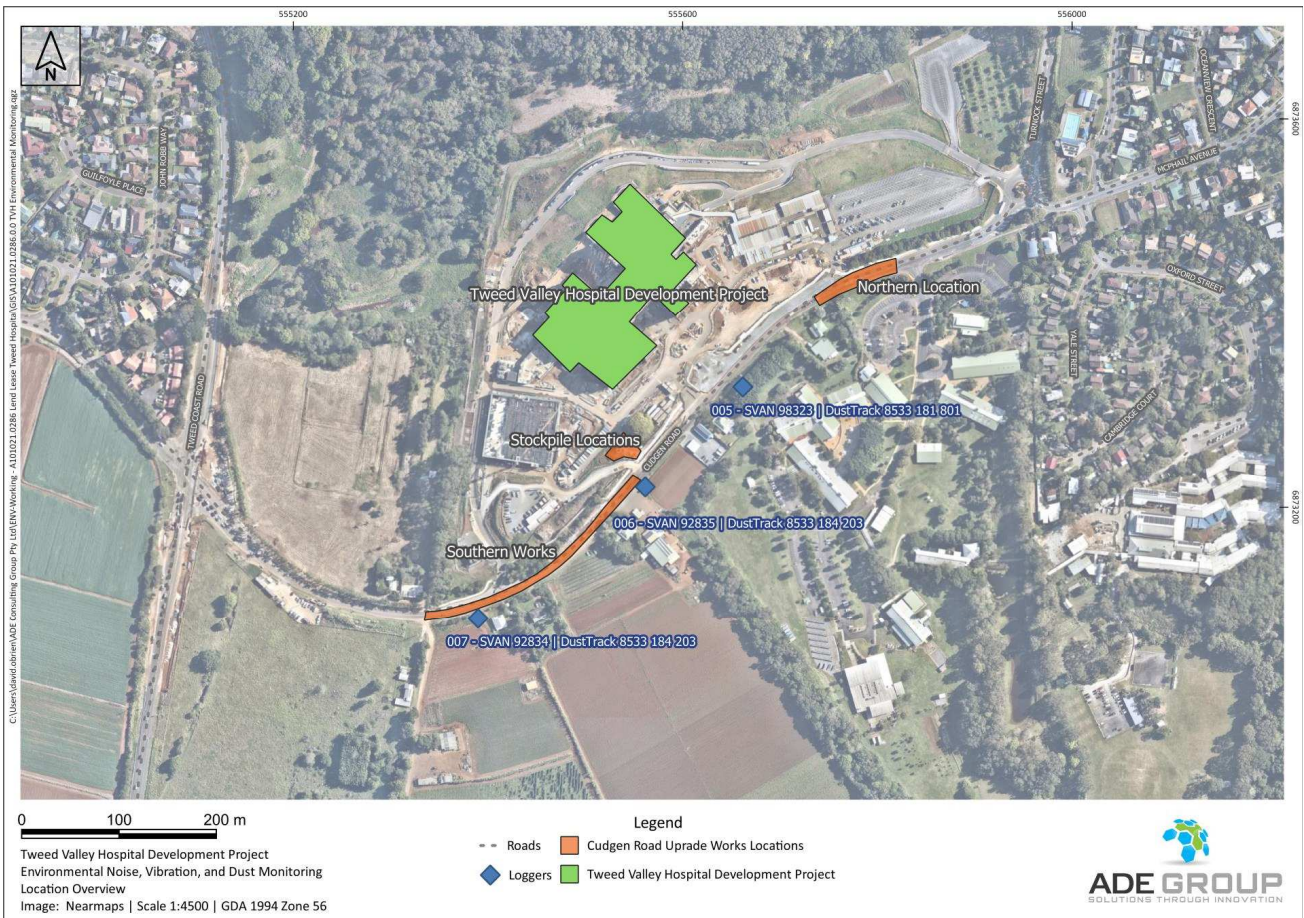 555200
555600
556000
N
C:\Users\david.obrien\ADE Consulting Group Pty Ltd\ENV-Working - A101021.0286 Lend Lease Tweed Hospital\GIS\A101021.0286.0.0 TVH Environmental Monitoring.qgz
6873600
6873200
GUILFOYLE PLACE
JOHN ROBB WAY
TURNOCK STREET
OCEANVIEW CRESCENT
MCPHAIL AVENUE
OXFORD STREET
Tweed Valley Hospital Development Project
Northern Location
YALE STREET
TWEED COAST ROAD
005 - SVAN 98323 | DustTrack 8533 181 801
CAMBRIDGE COURT
Stockpile Locations
CUDGEN ROAD
006 - SVAN 92835 | DustTrack 8533 184 203
Southern Works
007 - SVAN 92834 | DustTrack 8533 184 203
0 100 200 m
Tweed Valley Hospital Development Project
Environmental Noise, Vibration, and Dust Monitoring
Location Overview
Image: Nearmaps | Scale 1:4500 | GDA 1994 Zone 56
Legend
Roads
Cudgen Road Uprade Works Locations
Loggers
Tweed Valley Hospital Development Project
ADE GROUP
SOLUTIONS THROUGH INNOVATION